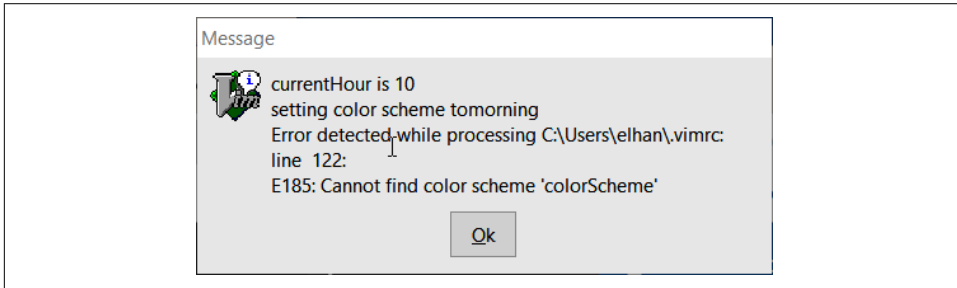 Message
currentHour is 10
setting color scheme tomorning
Error detected while processing C:\Users\elhan\.vimrc:
line  122:
E185: Cannot find color scheme 'colorScheme'
Ok